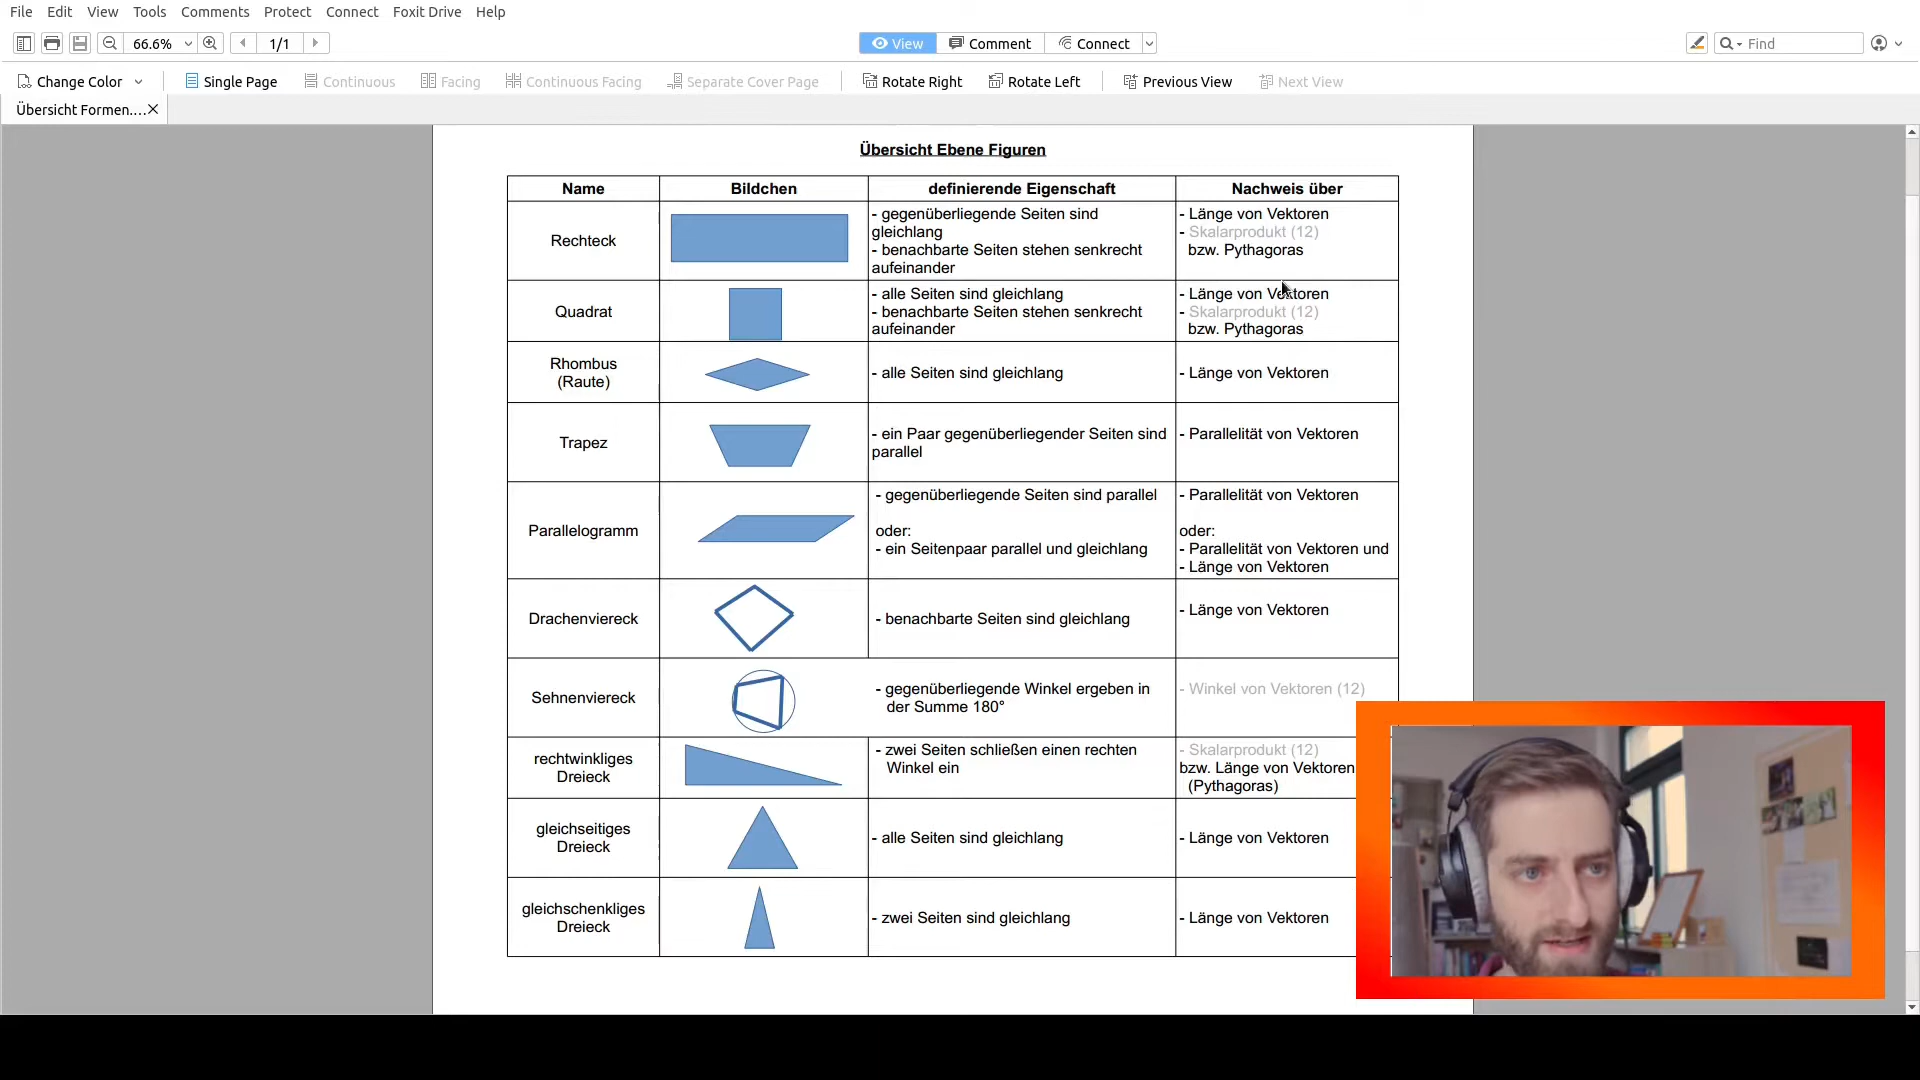 File Edit View Tools Comments Protect Connect Foxit Drive Help
66.6% 1/1 View Comment Connect Find
Change Color Single Page Continuous Facing Continuous Facing Separate Cover Page Rotate Right Rotate Left Previous View Next View
Übersicht Formen....
Übersicht Ebene Figuren
Name Bildchen definierende Eigenschaft Nachweis über
Rechteck
- gegenüberliegende Seiten sind
gleichlang
- benachbarte Seiten stehen senkrecht
aufeinander
- Länge von Vektoren
- Skalarprodukt (12)
bzw. Pythagoras
Quadrat
- alle Seiten sind gleichlang
- benachbarte Seiten stehen senkrecht
aufeinander
- Länge von Vektoren
- Skalarprodukt (12)
bzw. Pythagoras
Rhombus
(Raute)
- alle Seiten sind gleichlang
- Länge von Vektoren
Trapez
- ein Paar gegenüberliegender Seiten sind
parallel
- Parallelität von Vektoren
Parallelogramm
- gegenüberliegende Seiten sind parallel
oder:
- ein Seitenpaar parallel und gleichlang
- Parallelität von Vektoren
oder:
- Parallelität von Vektoren und
- Länge von Vektoren
Drachenviereck
- benachbarte Seiten sind gleichlang
- Länge von Vektoren
Sehnenviereck
- gegenüberliegende Winkel ergeben in
der Summe 180°
- Winkel von Vektoren (12)
rechtwinkliges
Dreieck
- zwei Seiten schließen einen rechten
Winkel ein
- Skalarprodukt (12)
bzw. Länge von Vektoren
(Pythagoras)
gleichseitiges
Dreieck
- alle Seiten sind gleichlang
- Länge von Vektoren
gleichschenkliges
Dreieck
- zwei Seiten sind gleichlang
- Länge von Vektoren